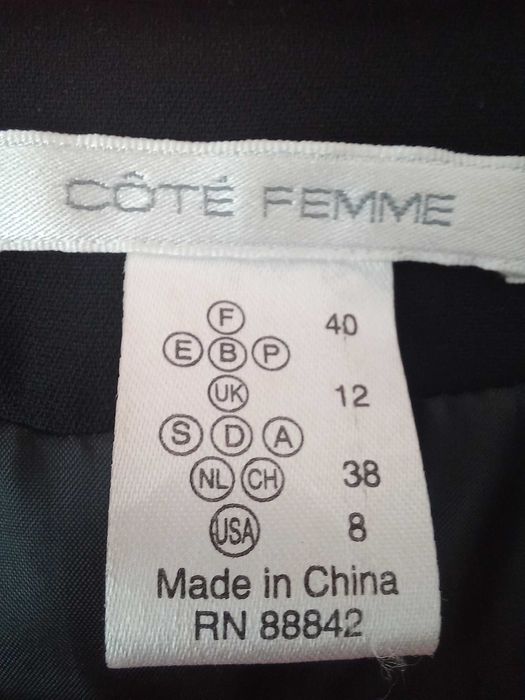 CÔTÉ FEMME
F 40
E B P
UK 12
S D A
NL CH 38
USA 8
Made in China
RN 88842